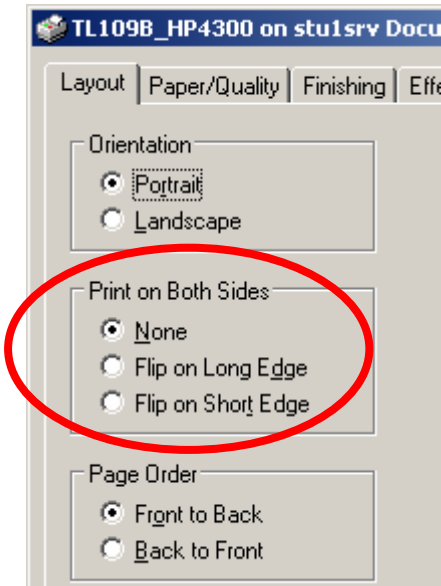 TL109B_HP4300 on stu1srv Docu
Layout Paper/Quality Finishing Effe
Orientation
Portrait
Landscape
Print on Both Sides
None
Flip on Long Edge
Flip on Short Edge
Page Order
Front to Back
Back to Front